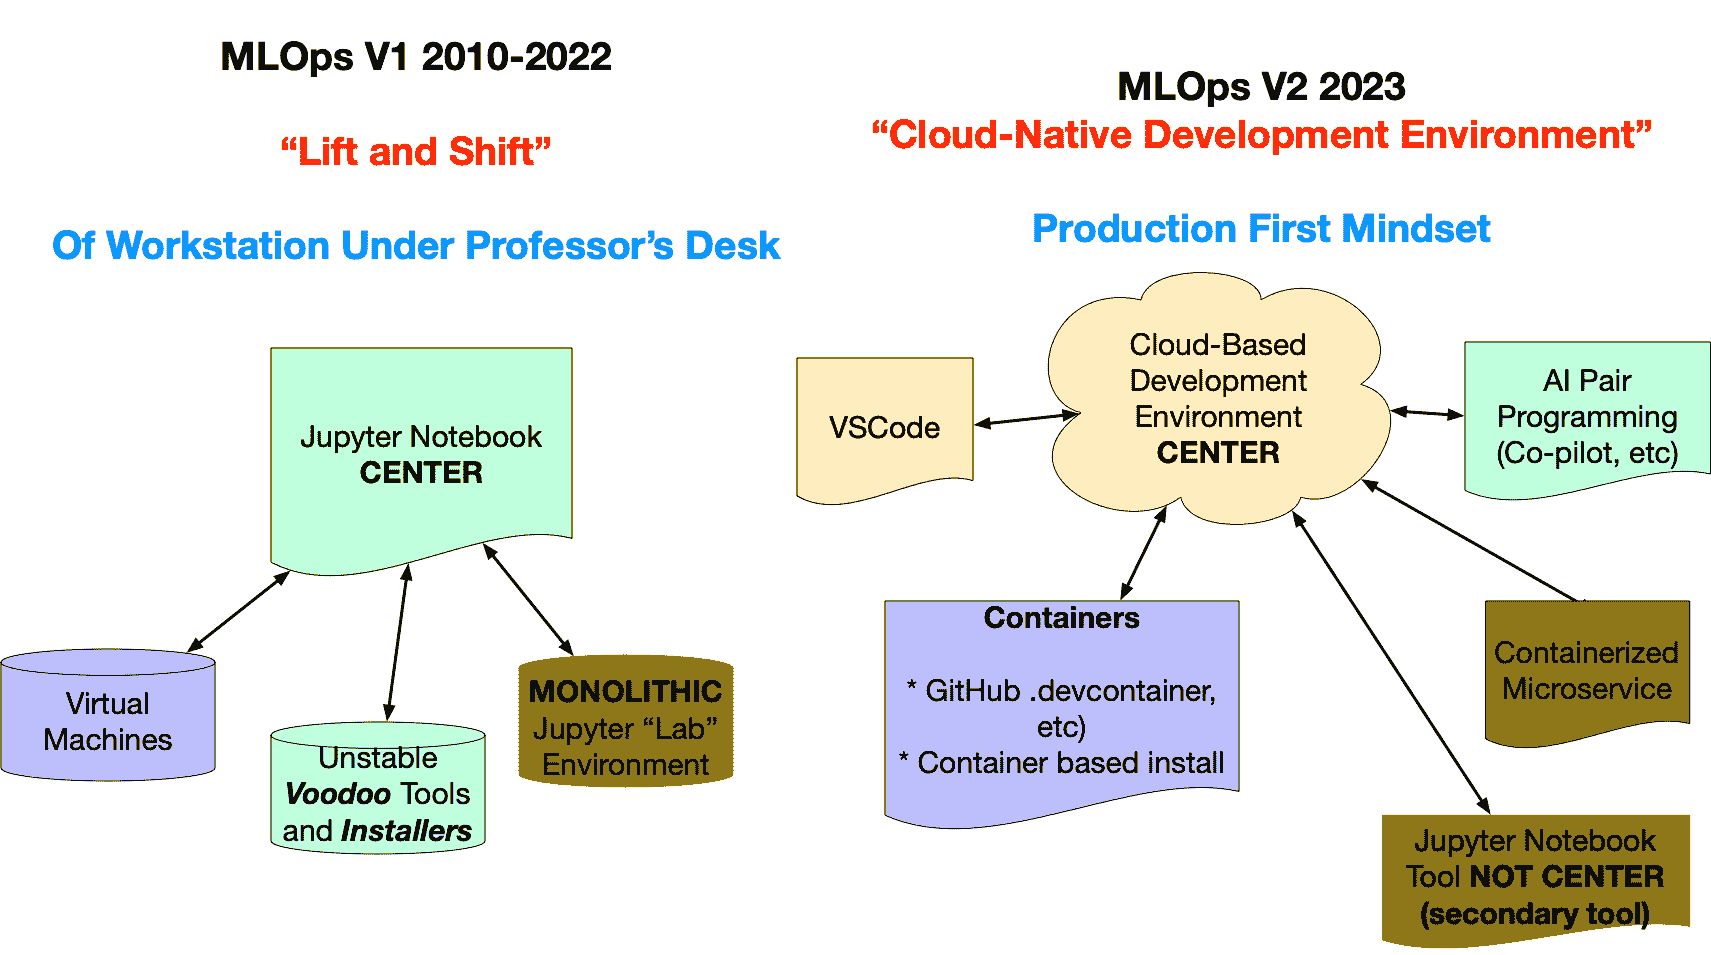 MLOps V1 2010-2022
“Lift and Shift”
Of Workstation Under Professor’s Desk
Jupyter Notebook
CENTER
Virtual
Machines
Unstable
Voodoo Tools
and Installers
MONOLITHIC
Jupyter “Lab”
Environment
MLOps V2 2023
“Cloud-Native Development Environment”
Production First Mindset
VSCode
Cloud-Based
Development
Environment
CENTER
AI Pair
Programming
(Co-pilot, etc)
Containers
* GitHub .devcontainer,
etc)
* Container based install
Containerized
Microservice
Jupyter Notebook
Tool NOT CENTER
(secondary tool)